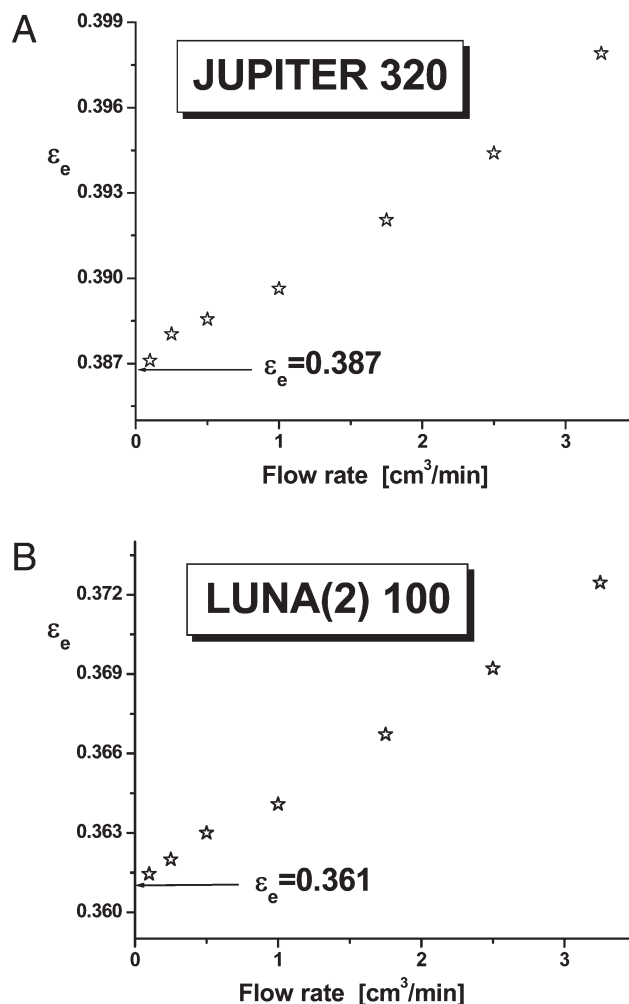 A
JUPITER 320
εe
0.399
0.396
0.393
0.390
0.387
εe=0.387
0 1 2 3
Flow rate [cm³/min]
B
LUNA(2) 100
εe
0.372
0.369
0.366
0.363
0.360
εe=0.361
0 1 2 3
Flow rate [cm³/min]